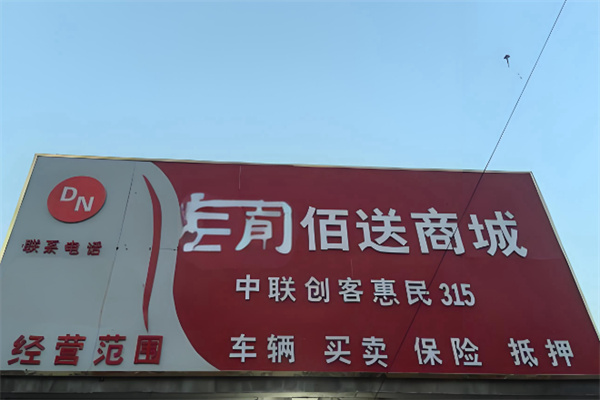 DN
佰送商城
联系电话
中联创客惠民315
经营范围
车辆 买卖 保险 抵押